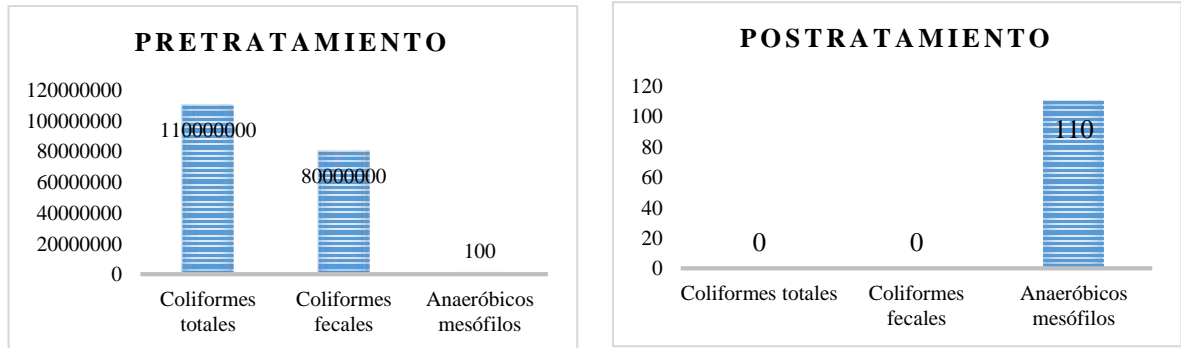 PRETRATAMIENTO
120000000
100000000
80000000
60000000
40000000
20000000
0
110000000
80000000
100
Coliformes
totales
Coliformes
fecales
Anaeróbicos
mesófilos
POSTRATAMIENTO
120
100
80
60
40
20
0
0
0
110
Coliformes totales
Coliformes
fecales
Anaeróbicos
mesófilos